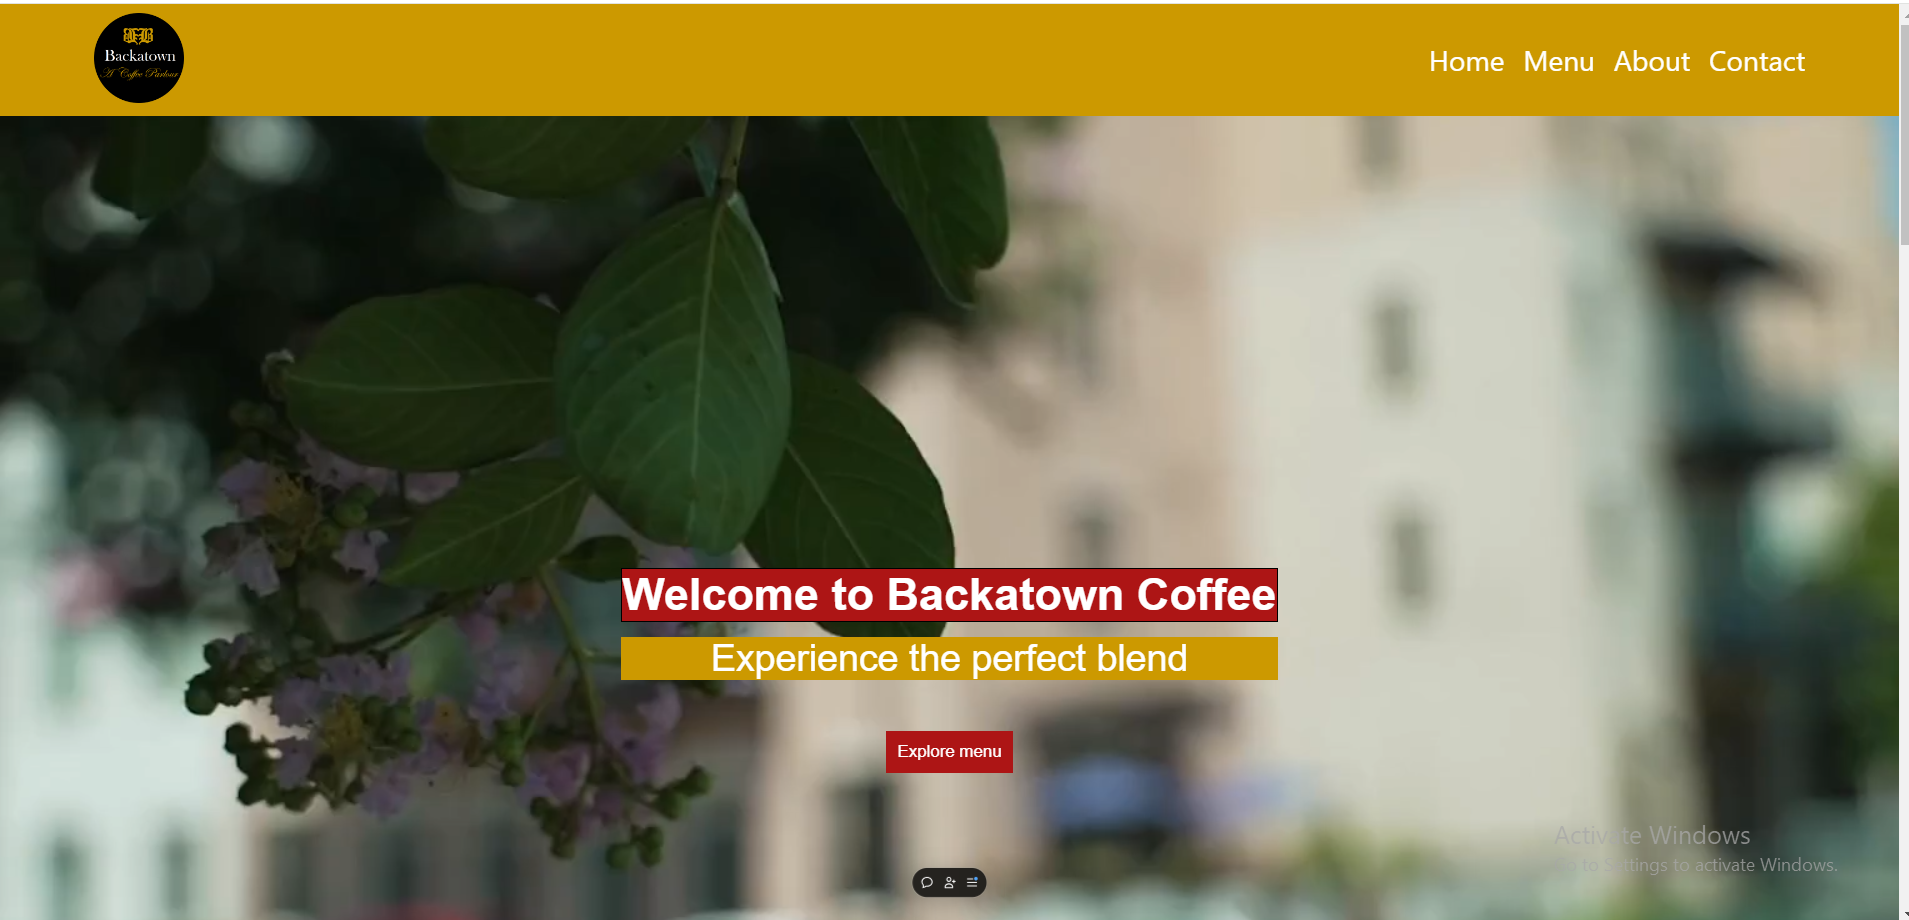 Backatown
A Coffee Parlour
Home Menu About Contact
Welcome to Backatown Coffee
Experience the perfect blend
Explore menu
Activate Windows
Go to Settings to activate Windows.